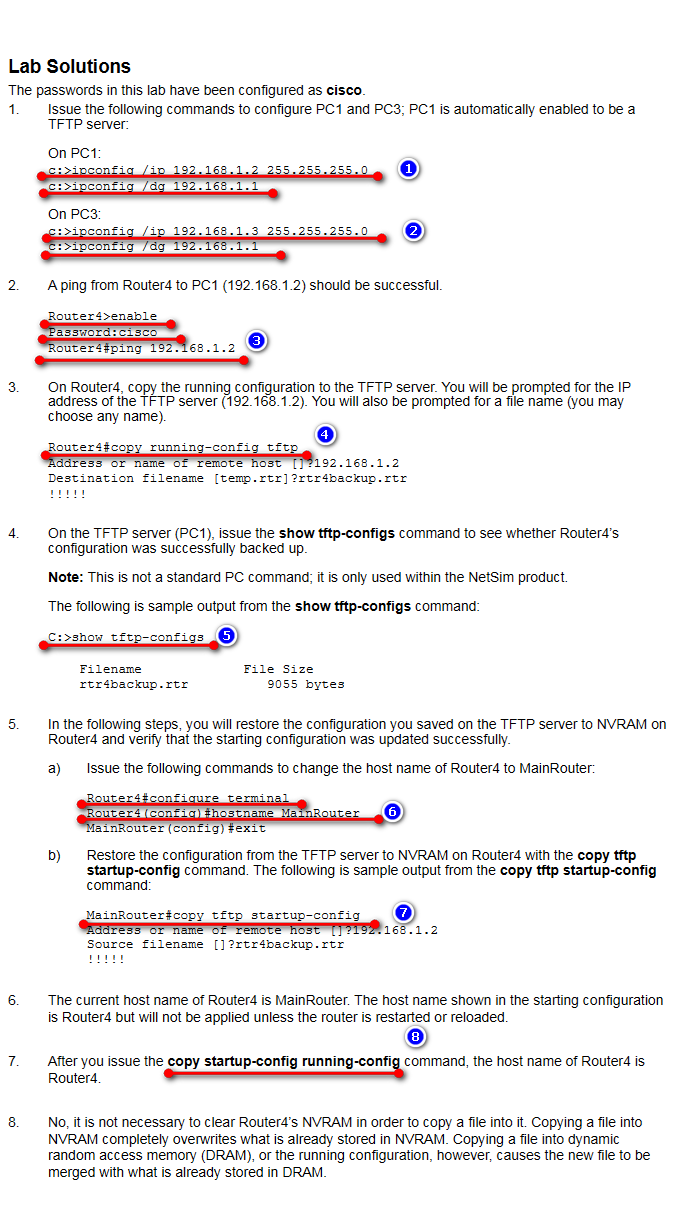 Lab Solutions
The passwords in this lab have been configured as cisco.
1. Issue the following commands to configure PC1 and PC3; PC1 is automatically enabled to be a
TFTP server:
On PC1:
c:>ipconfig /ip 192.168.1.2 255.255.255.0 1
c:>ipconfig /dg 192.168.1.1
On PC3:
c:>ipconfig /ip 192.168.1.3 255.255.255.0 2
c:>ipconfig /dg 192.168.1.1
2. A ping from Router4 to PC1 (192.168.1.2) should be successful.
Router4>enable
Password:cisco
Router4#ping 192.168.1.2 3
3. On Router4, copy the running configuration to the TFTP server. You will be prompted for the IP
address of the TFTP server (192.168.1.2). You will also be prompted for a file name (you may
choose any name).
4
Router4#copy running-config tftp
Address or name of remote host []?192.168.1.2
Destination filename [temp.rtr]?rtr4backup.rtr
!!!!!
4. On the TFTP server (PC1), issue the show tftp-configs command to see whether Router4's
configuration was successfully backed up.
Note: This is not a standard PC command; it is only used within the NetSim product.
The following is sample output from the show tftp-configs command:
C:>show tftp-configs 5
Filename File Size
rtr4backup.rtr 9055 bytes
5. In the following steps, you will restore the configuration you saved on the TFTP server to NVRAM on
Router4 and verify that the starting configuration was updated successfully.
a) Issue the following commands to change the host name of Router4 to MainRouter:
Router4#configure terminal
Router4(config)#hostname MainRouter 6
MainRouter(config)#exit
b) Restore the configuration from the TFTP server to NVRAM on Router4 with the copy tftp
startup-config command. The following is sample output from the copy tftp startup-config
command:
MainRouter#copy tftp startup-config 7
Address or name of remote host []?192.168.1.2
Source filename []?rtr4backup.rtr
!!!!!
6. The current host name of Router4 is MainRouter. The host name shown in the starting configuration
is Router4 but will not be applied unless the router is restarted or reloaded.
8
7. After you issue the copy startup-config running-config command, the host name of Router4 is
Router4.
8. No, it is not necessary to clear Router4's NVRAM in order to copy a file into it. Copying a file into
NVRAM completely overwrites what is already stored in NVRAM. Copying a file into dynamic
random access memory (DRAM), or the running configuration, however, causes the new file to be
merged with what is already stored in DRAM.